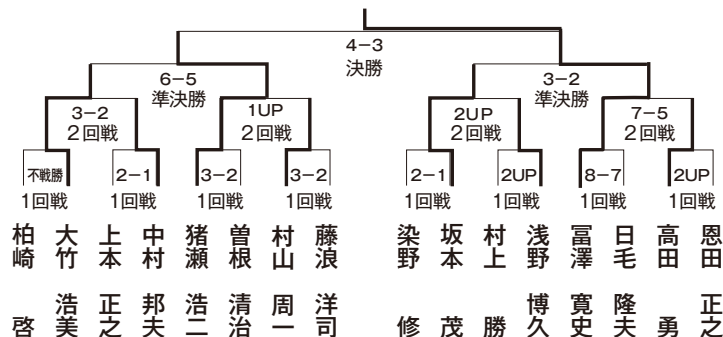 4−3
決勝
6−5
準決勝
3−2
準決勝
3−2
2回戦
1UP
2回戦
2UP
2回戦
7−5
2回戦
不戦勝
1回戦
2−1
1回戦
3−2
1回戦
3−2
1回戦
2−1
1回戦
2UP
1回戦
8−7
1回戦
2UP
1回戦
柏崎 啓
大竹 浩美
上本 正之
中村 邦夫
猪瀬 浩二
曽根 清治
村山 周一
藤浪 洋司
染野 修
坂本 茂
村上 勝
浅野 博久
冨澤 寛史
日毛 隆夫
高田 勇
恩田 正之